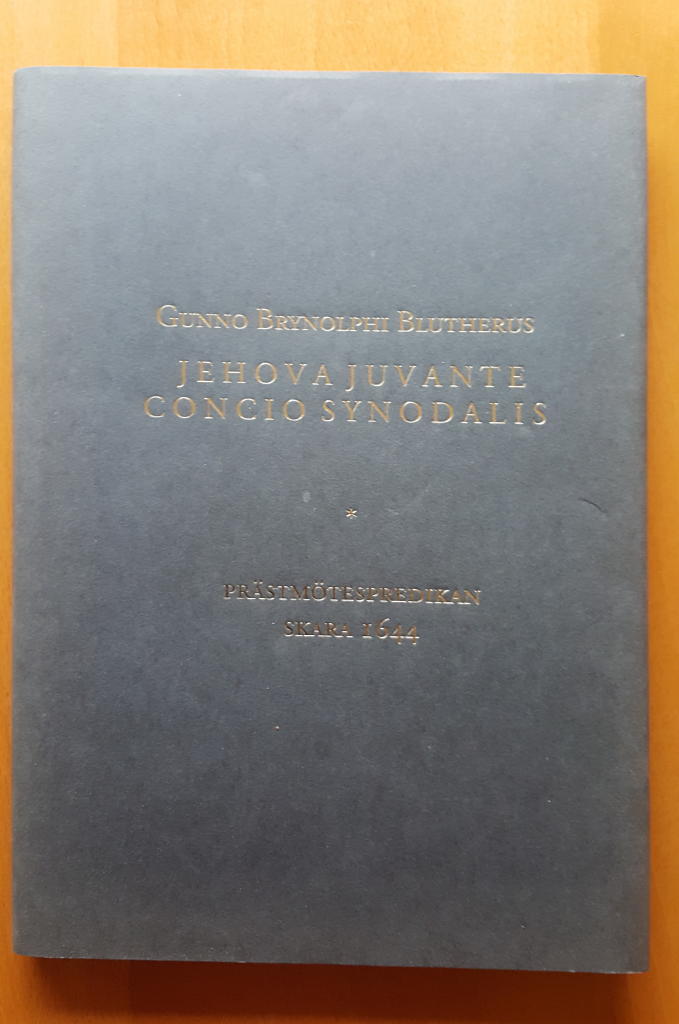 Gunno Brynolphi Blutherus
JEHOVA JUVANTE
CONCIO SYNODALIS
*
PRÄSTMÖTESPREDIKAN
SKARA 1644